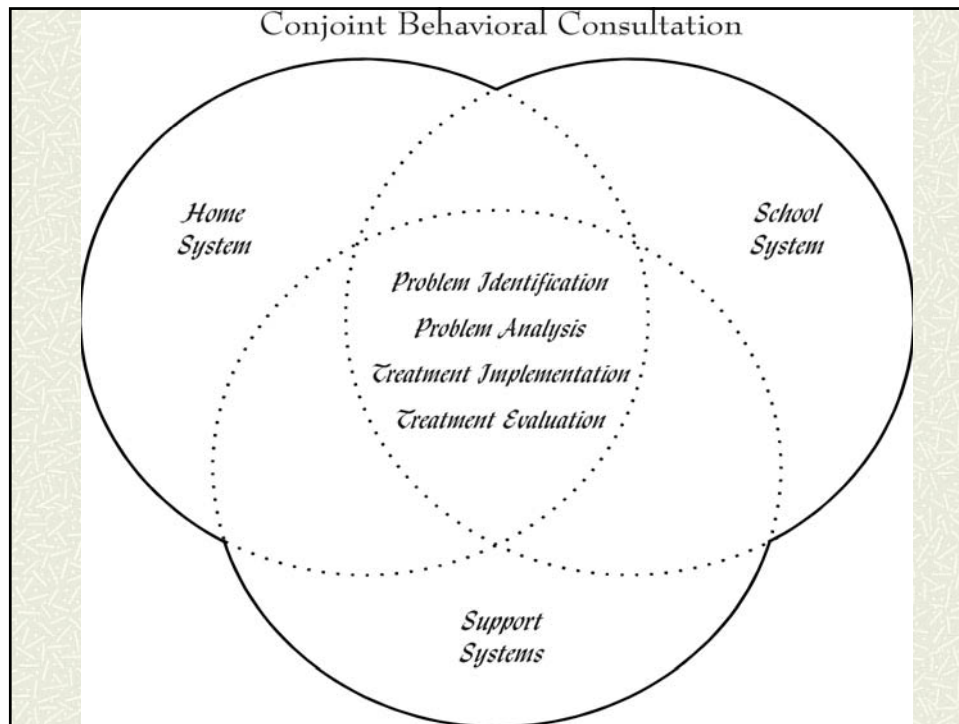 Conjoint Behavioral Consultation
Home
System
School
System
Problem Identification
Problem Analysis
Treatment Implementation
Treatment Evaluation
Support
Systems